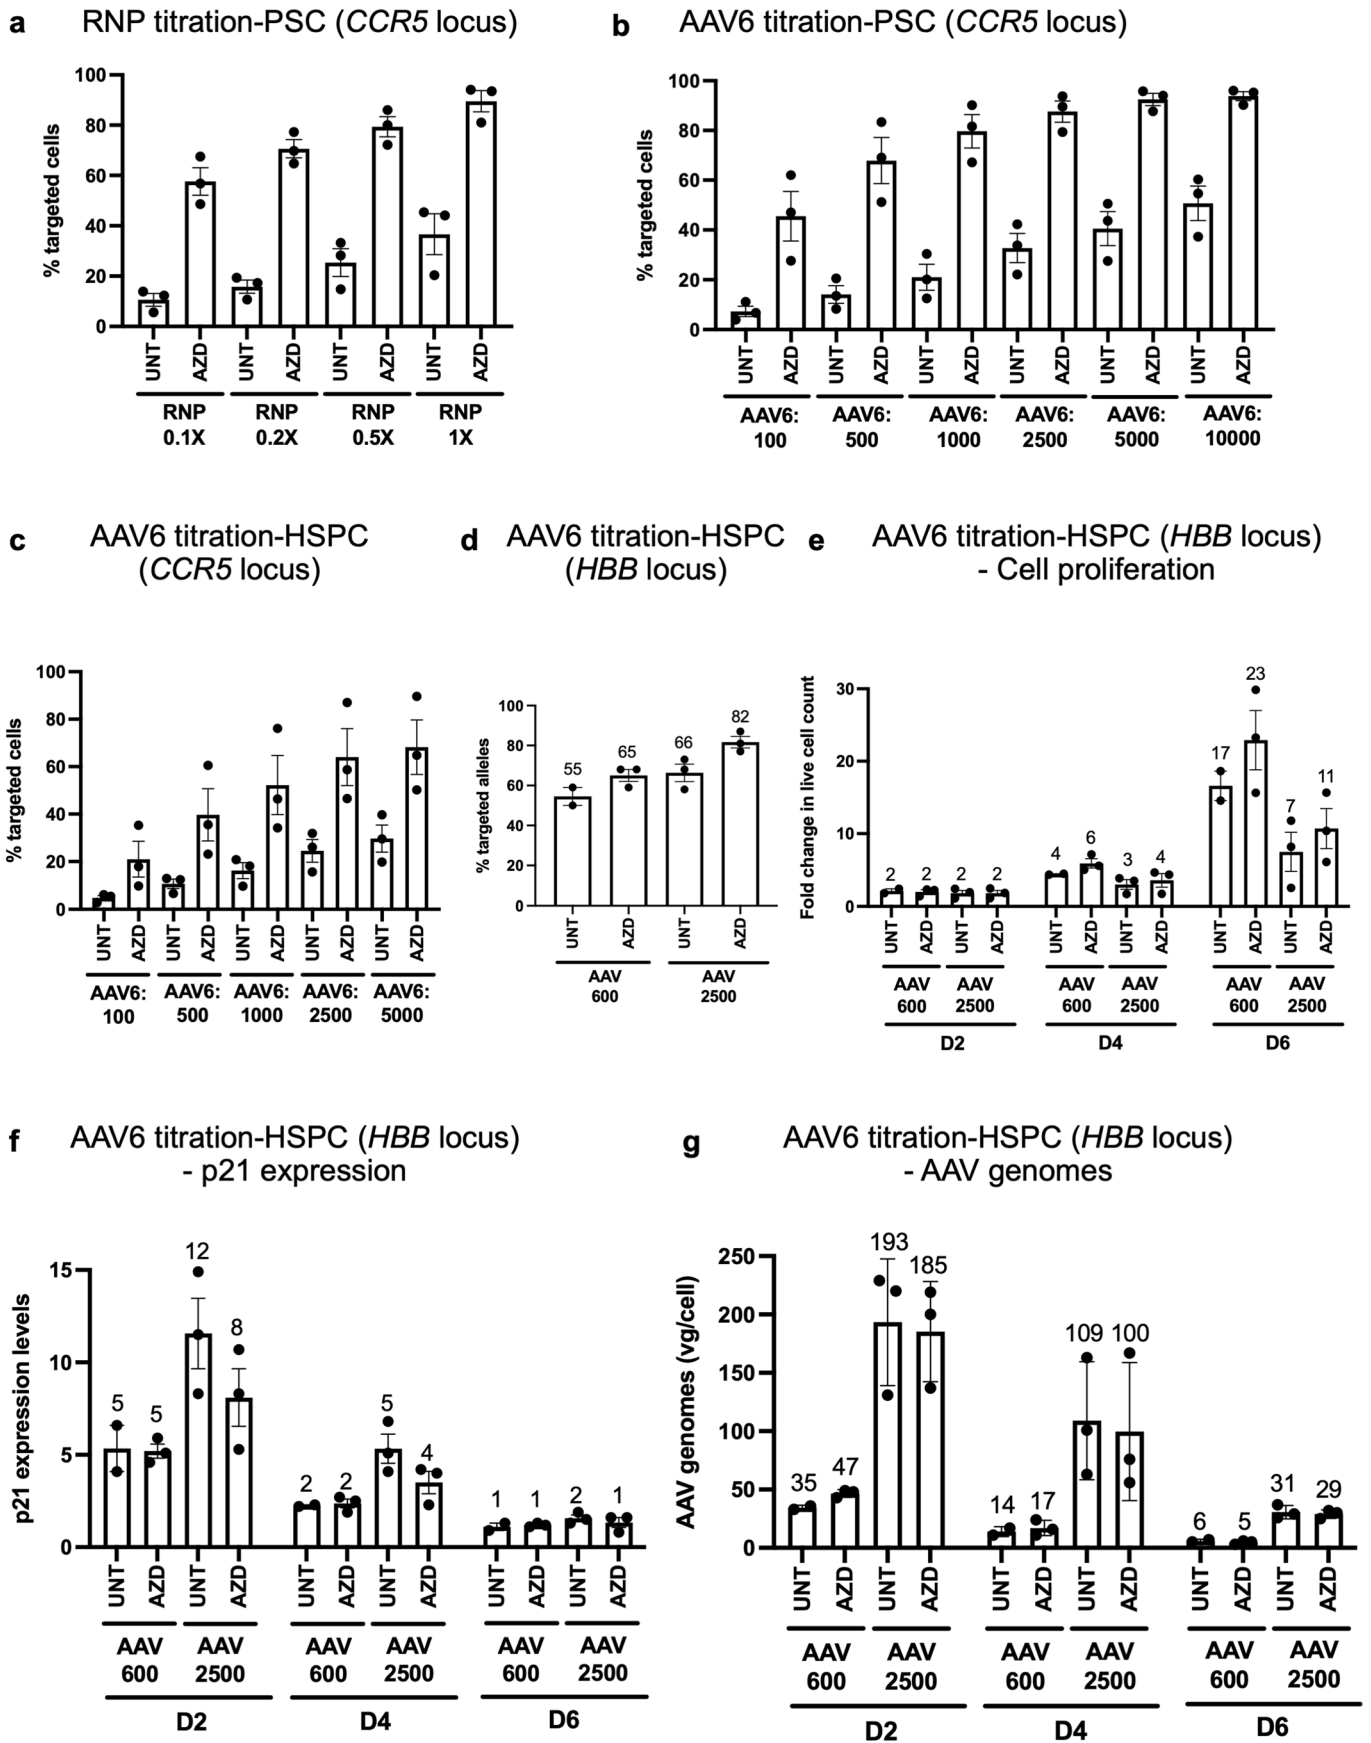 a RNP titration-PSC (CCR5 locus)
% targeted cells
100
80
60
40
20
0
UNT AZD UNT AZD UNT AZD UNT AZD
RNP RNP RNP RNP
0.1X 0.2X 0.5X 1X
b AAV6 titration-PSC (CCR5 locus)
% targeted cells
100
80
60
40
20
0
UNT AZD UNT AZD UNT AZD UNT AZD UNT AZD UNT AZD
AAV6: AAV6: AAV6: AAV6: AAV6: AAV6:
100 500 1000 2500 5000 10000
c AAV6 titration-HSPC
(CCR5 locus)
% targeted cells
100
80
60
40
20
0
UNT AZD UNT AZD UNT AZD UNT AZD UNT AZD
AAV6: AAV6: AAV6: AAV6: AAV6:
100 500 1000 2500 5000
d AAV6 titration-HSPC
(HBB locus)
% targeted alleles
100
80
60
40
20
0
55 65 66 82
UNT AZD UNT AZD
AAV AAV
600 2500
e AAV6 titration-HSPC (HBB locus)
- Cell proliferation
Fold change in live cell count
30
20
10
0
2 2 2 2 4 6 3 4 17 23 7 11
UNT AZD UNT AZD UNT AZD UNT AZD UNT AZD UNT AZD
AAV AAV AAV AAV AAV AAV
600 2500 600 2500 600 2500
D2 D4 D6
f AAV6 titration-HSPC (HBB locus)
- p21 expression
p21 expression levels
15
10
5
0
5 5 12 8 2 2 5 4 1 1 2 1
UNT AZD UNT AZD UNT AZD UNT AZD UNT AZD UNT AZD
AAV AAV AAV AAV AAV AAV
600 2500 600 2500 600 2500
D2 D4 D6
g AAV6 titration-HSPC (HBB locus)
- AAV genomes
AAV genomes (vg/cell)
250
200
150
100
50
0
35 47 193 185 14 17 109 100 6 5 31 29
UNT AZD UNT AZD UNT AZD UNT AZD UNT AZD UNT AZD
AAV AAV AAV AAV AAV AAV
600 2500 600 2500 600 2500
D2 D4 D6